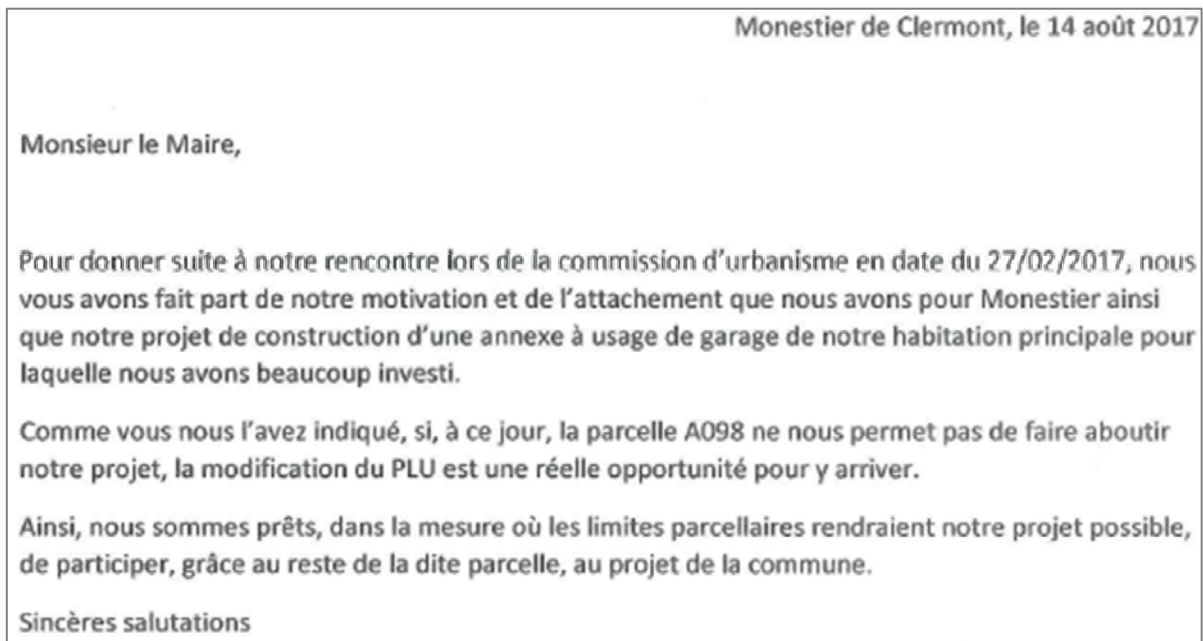 Monestier de Clermont, le 14 août 2017
Monsieur le Maire,
Pour donner suite à notre rencontre lors de la commission d'urbanisme en date du 27/02/2017, nous
vous avons fait part de notre motivation et de l'attachement que nous avons pour Monestier ainsi
que notre projet de construction d'une annexe à usage de garage de notre habitation principale pour
laquelle nous avons beaucoup investi.
Comme vous nous l'avez indiqué, si, à ce jour, la parcelle A098 ne nous permet pas de faire aboutir
notre projet, la modification du PLU est une réelle opportunité pour y arriver.
Ainsi, nous sommes prêts, dans la mesure où les limites parcellaires rendraient notre projet possible,
de participer, grâce au reste de la dite parcelle, au projet de la commune.
Sincères salutations